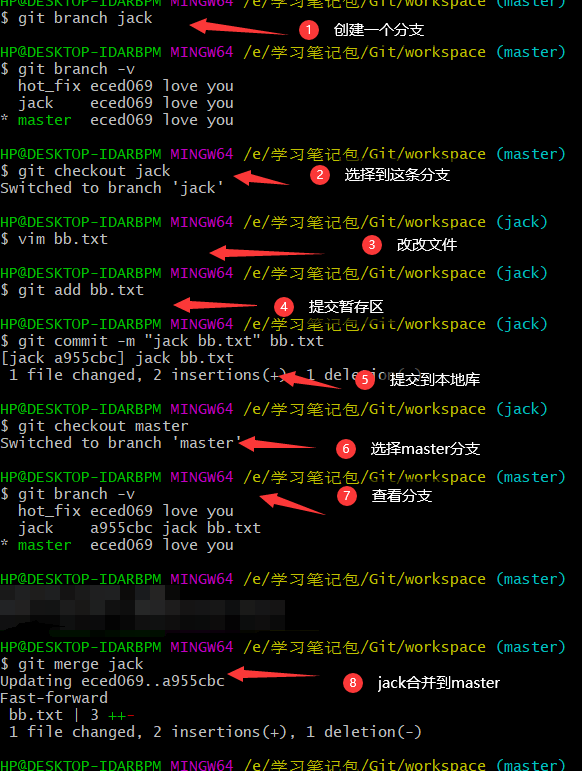 HP@DESKTOP-IDARBPM MINGW64 /e/学习笔记包/Git/workspace (master)
$ git branch jack
1 创建一个分支
HP@DESKTOP-IDARBPM MINGW64 /e/学习笔记包/Git/workspace (master)
$ git branch -v
hot_fix eced069 love you
jack eced069 love you
* master eced069 love you
HP@DESKTOP-IDARBPM MINGW64 /e/学习笔记包/Git/workspace (master)
$ git checkout jack
2 选择到这条分支
Switched to branch 'jack'
HP@DESKTOP-IDARBPM MINGW64 /e/学习笔记包/Git/workspace (jack)
$ vim bb.txt
3 改改文件
HP@DESKTOP-IDARBPM MINGW64 /e/学习笔记包/Git/workspace (jack)
$ git add bb.txt
4 提交暂存区
HP@DESKTOP-IDARBPM MINGW64 /e/学习笔记包/Git/workspace (jack)
$ git commit -m "jack bb.txt" bb.txt
[jack a955cbc] jack bb.txt
1 file changed, 2 insertions(+), 1 deletion(-)
5 提交到本地库
HP@DESKTOP-IDARBPM MINGW64 /e/学习笔记包/Git/workspace (jack)
$ git checkout master
Switched to branch 'master'
6 选择master分支
HP@DESKTOP-IDARBPM MINGW64 /e/学习笔记包/Git/workspace (master)
$ git branch -v
7 查看分支
hot_fix eced069 love you
jack a955cbc jack bb.txt
* master eced069 love you
HP@DESKTOP-IDARBPM MINGW64 /e/学习笔记包/Git/workspace (master)
HP@DESKTOP-IDARBPM MINGW64 /e/学习笔记包/Git/workspace (master)
$ git merge jack
Updating eced069..a955cbc
8 jack合并到master
Fast-forward
bb.txt | 3 ++-
1 file changed, 2 insertions(+), 1 deletion(-)
HP@DESKTOP-IDARBPM MINGW64 /e/学习笔记包/Git/workspace (master)